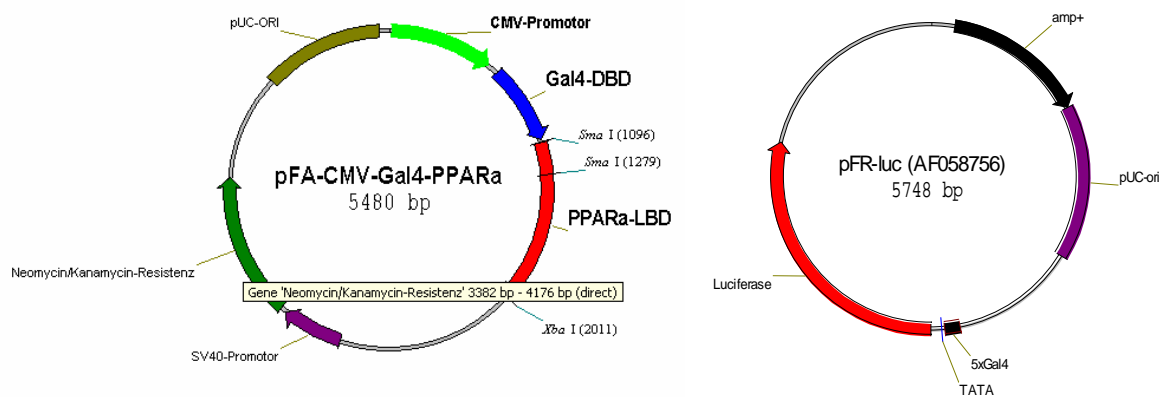 pUC-ORI
CMV-Promotor
Gal4-DBD
Sma I (1096)
Sma I (1279)
pFA-CMV-Gal4-PPARa
5480 bp
PPARa-LBD
Neomycin/Kanamycin-Resistenz
Gene 'Neomycin/Kanamycin-Resistenz' 3382 bp - 4176 bp (direct)
Xba I (2011)
SV40-Promotor
amp+
pFR-luc (AF058756)
5748 bp
pUC-ori
Luciferase
5xGal4
TATA